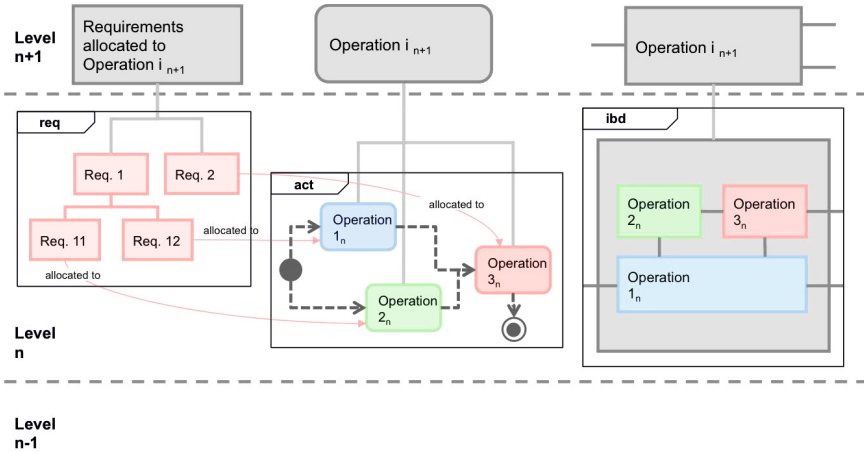 Level
n+1
Requirements
allocated to
Operation i n+1
Operation i n+1
Operation i n+1
req
Req. 1
Req. 2
Req. 11
Req. 12
allocated to
allocated to
act
allocated to
Operation
1n
Operation
2n
Operation
3n
ibd
Operation
2n
Operation
3n
Operation
1n
Level
n
Level
n-1